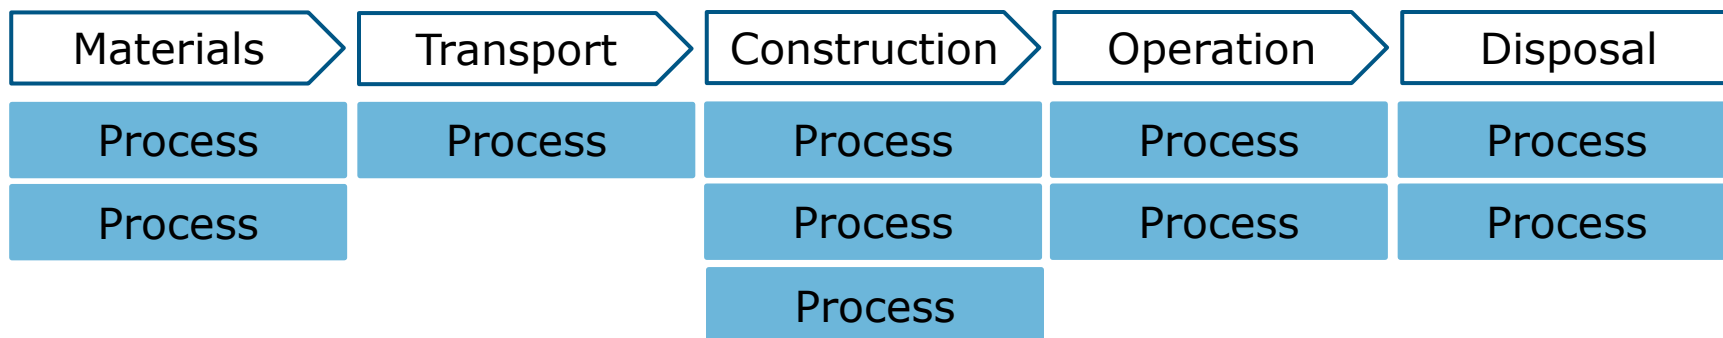 Materials Transport Construction Operation Disposal
Process Process Process Process Process
Process Process Process Process
Process